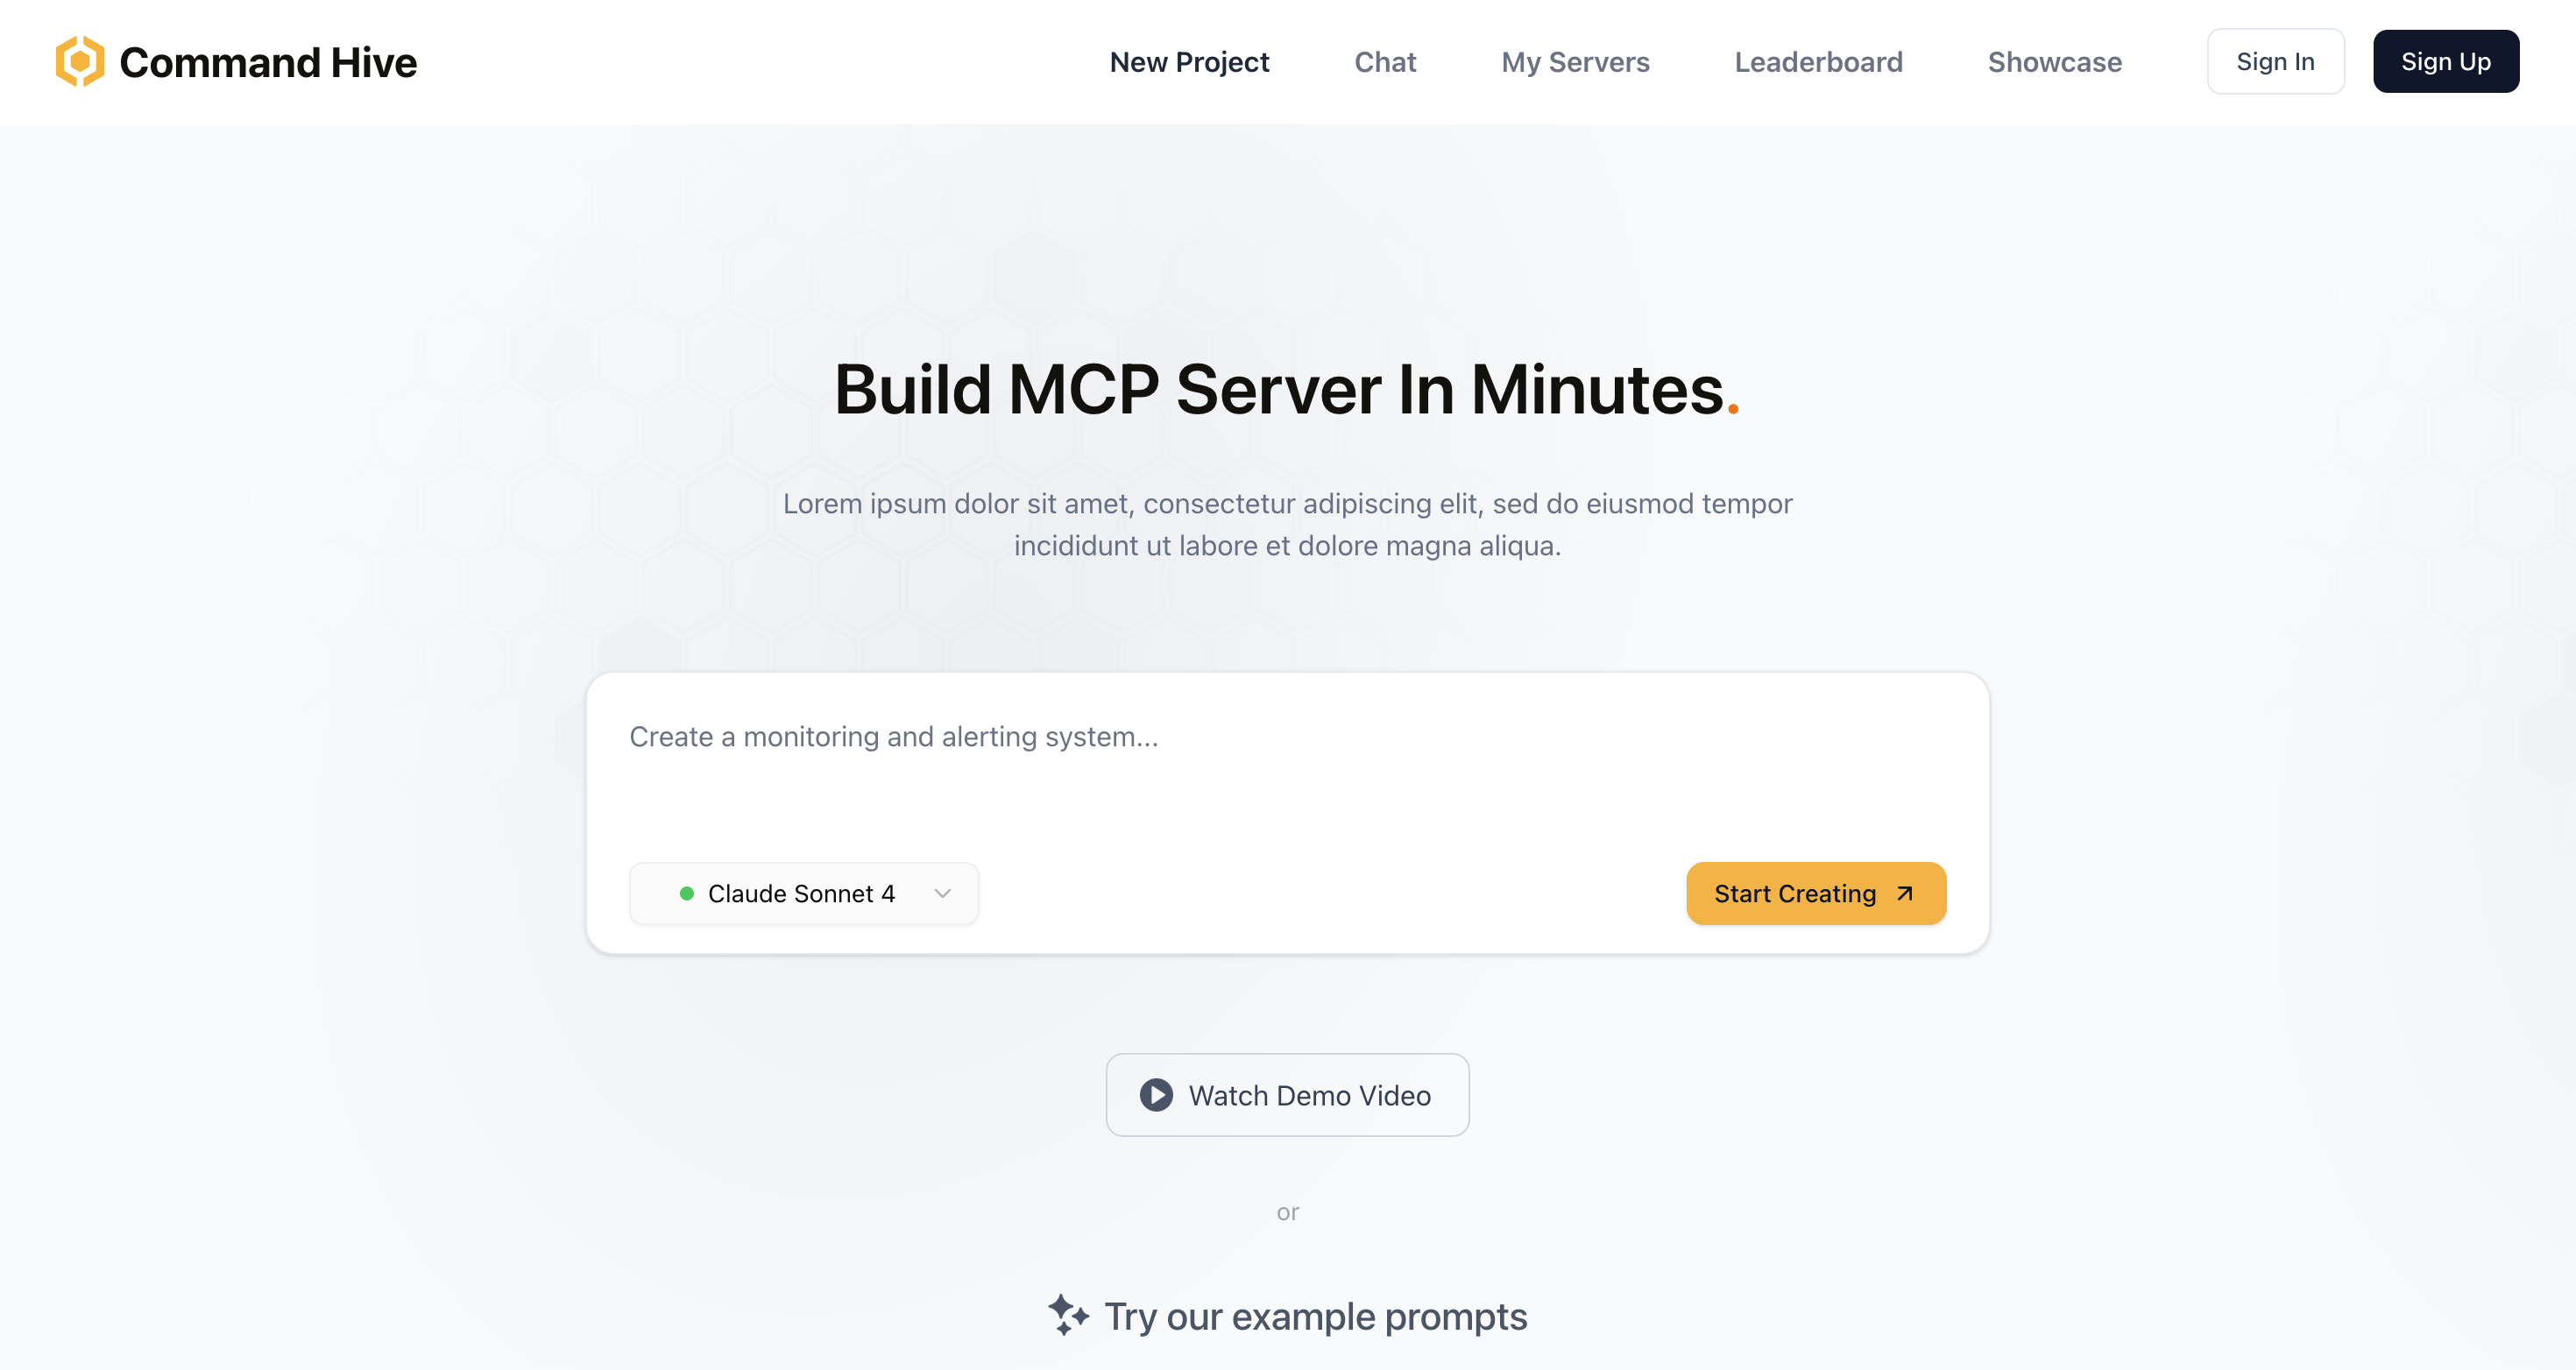 Command Hive
New Project
Chat
My Servers
Leaderboard
Showcase
Sign In
Sign Up
Build MCP Server In Minutes.
Lorem ipsum dolor sit amet, consectetur adipiscing elit, sed do eiusmod tempor
incididunt ut labore et dolore magna aliqua.
Create a monitoring and alerting system...
Claude Sonnet 4
Start Creating
Watch Demo Video
or
Try our example prompts